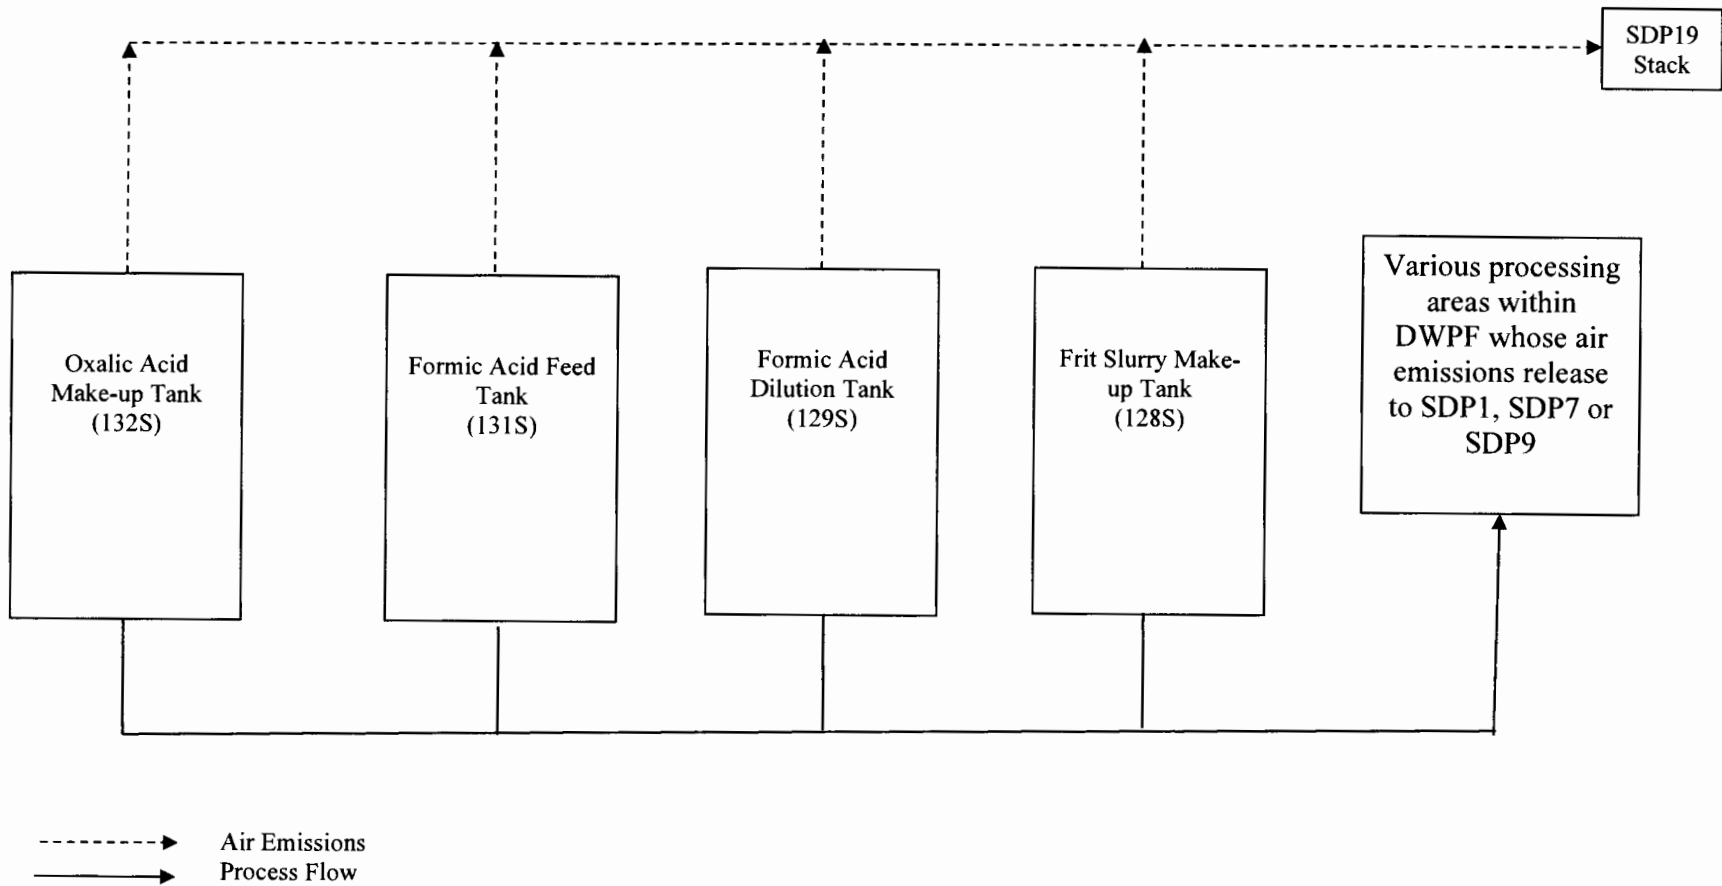 SDP19
Stack
Oxalic Acid
Make-up Tank
(132S)
Formic Acid Feed
Tank
(131S)
Formic Acid
Dilution Tank
(129S)
Frit Slurry Make-
up Tank
(128S)
Various processing
areas within
DWPF whose air
emissions release
to SDP1, SDP7 or
SDP9
Air Emissions
Process Flow